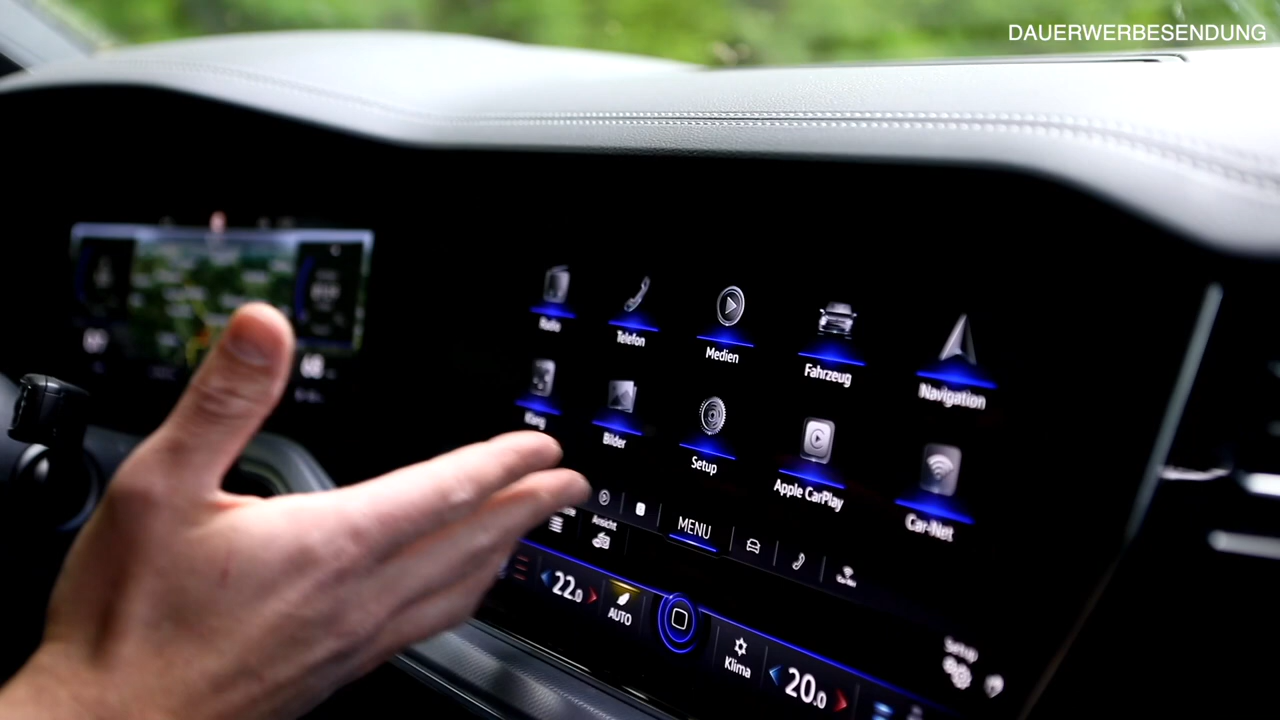 DAUERWERBESENDUNG
Radio
Telefon
Medien
Fahrzeug
Navigation
Klang
Bilder
Setup
Apple CarPlay
Car-Net
Ansicht
MENU
22.0
AUTO
Klima
20.0
Setup